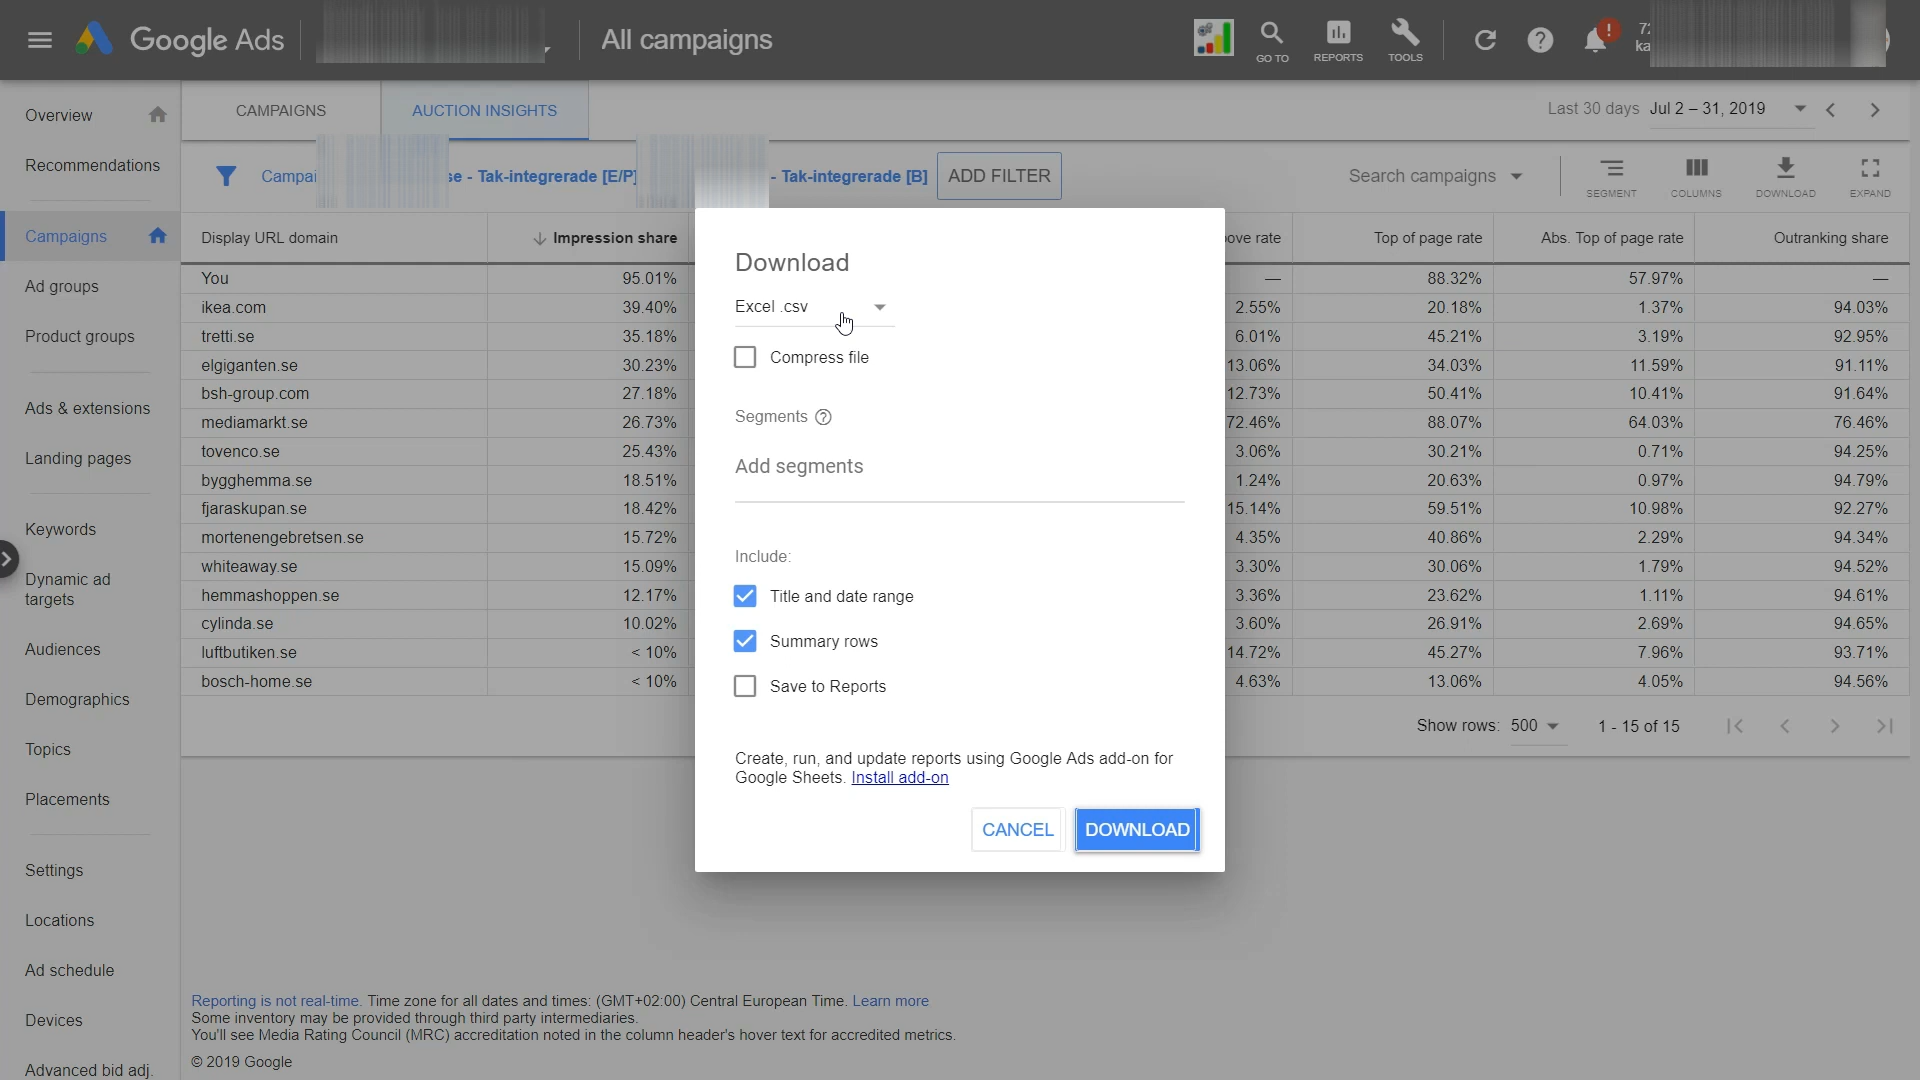 Google Ads
All campaigns
GO TO
REPORTS
TOOLS
!
72
ka
Overview
Recommendations
Campaigns
Ad groups
Product groups
Ads & extensions
Landing pages
Keywords
Dynamic ad
targets
Audiences
Demographics
Topics
Placements
Settings
Locations
Ad schedule
Devices
Advanced bid adj.
CAMPAIGNS
AUCTION INSIGHTS
Last 30 days Jul 2 – 31, 2019
Campai
se - Tak-integrerade [E/P]
- Tak-integrerade [B]
ADD FILTER
Search campaigns
SEGMENT
COLUMNS
DOWNLOAD
EXPAND
Display URL domain Impression share ove rate Top of page rate Abs. Top of page rate Outranking share
You 95.01% — 88.32% 57.97% —
ikea.com 39.40% 2.55% 20.18% 1.37% 94.03%
tretti.se 35.18% 6.01% 45.21% 3.19% 92.95%
elgiganten.se 30.23% 13.06% 34.03% 11.59% 91.11%
bsh-group.com 27.18% 12.73% 50.41% 10.41% 91.64%
mediamarkt.se 26.73% 72.46% 88.07% 64.03% 76.46%
tovenco.se 25.43% 3.06% 30.21% 0.71% 94.25%
bygghemma.se 18.51% 1.24% 20.63% 0.97% 94.79%
fjaraskupan.se 18.42% 15.14% 59.51% 10.98% 92.27%
mortenengebretsen.se 15.72% 4.35% 40.86% 2.29% 94.34%
whiteaway.se 15.09% 3.30% 30.06% 1.79% 94.52%
hemmashoppen.se 12.17% 3.36% 23.62% 1.11% 94.61%
cylinda.se 10.02% 3.60% 26.91% 2.69% 94.65%
luftbutiken.se < 10% 14.72% 45.27% 7.96% 93.71%
bosch-home.se < 10% 4.63% 13.06% 4.05% 94.56%
Show rows: 500 1 - 15 of 15
Download
Excel .csv
Compress file
Segments
Add segments
Include:
Title and date range
Summary rows
Save to Reports
Create, run, and update reports using Google Ads add-on for
Google Sheets. Install add-on
CANCEL
DOWNLOAD
Reporting is not real-time. Time zone for all dates and times: (GMT+02:00) Central European Time. Learn more
Some inventory may be provided through third party intermediaries.
You'll see Media Rating Council (MRC) accreditation noted in the column header's hover text for accredited metrics.
© 2019 Google